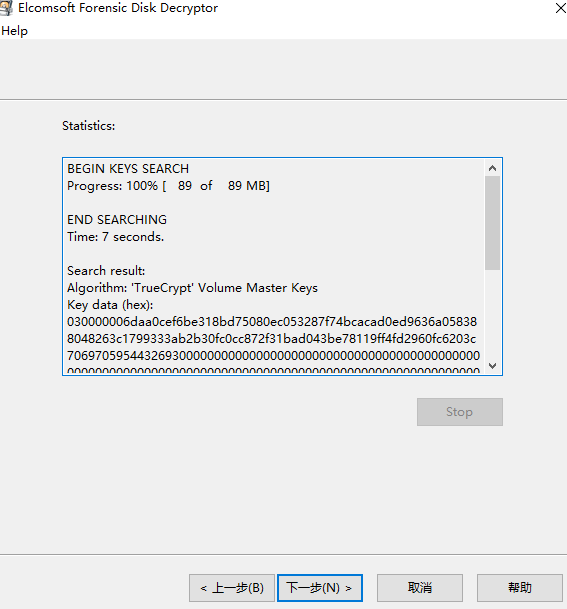 Elcomsoft Forensic Disk Decryptor
Help
Statistics:
BEGIN KEYS SEARCH
Progress: 100% [ 89 of 89 MB]
END SEARCHING
Time: 7 seconds.
Search result:
Algorithm: 'TrueCrypt' Volume Master Keys
Key data (hex):
030000006daa0cef6be318bd75080ec053287f74bcacad0ed9636a05838
8048263c1799333ab2b30fc0cc872f31bad043be78119ff4fd2960fc6203c
706970595443269300000000000000000000000000000000000000000000
Stop
< 上一步(B)
下一步(N) >
取消
帮助